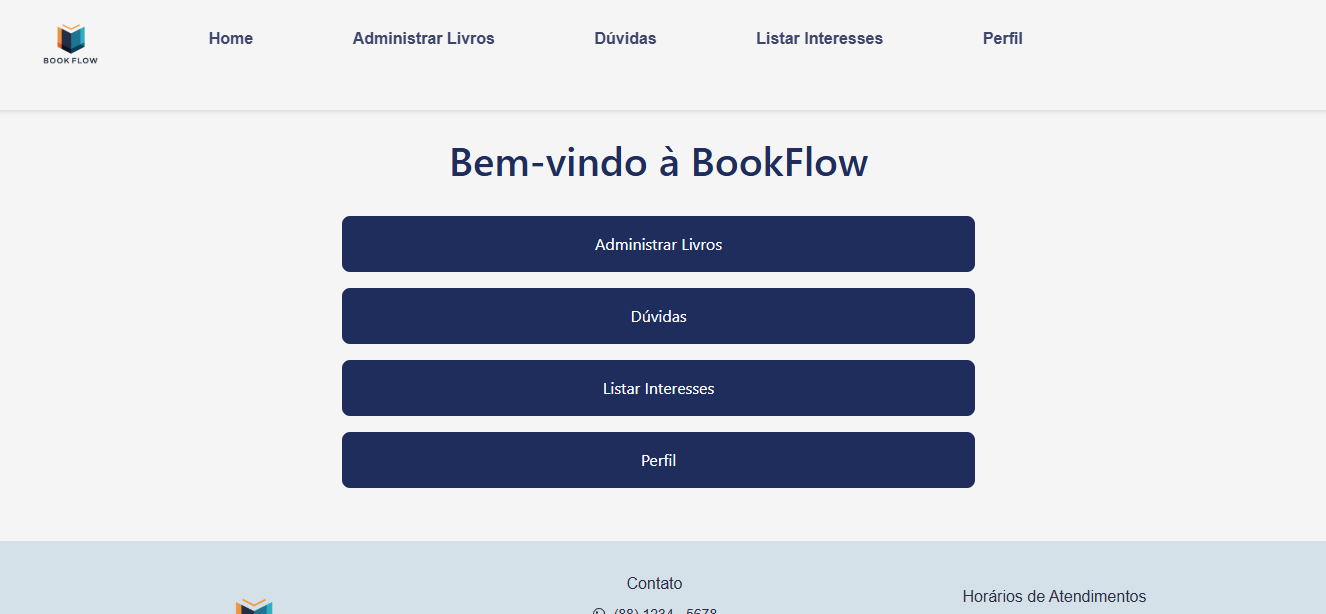 BOOK FLOW
Home
Administrar Livros
Dúvidas
Listar Interesses
Perfil
Bem-vindo à BookFlow
Administrar Livros
Dúvidas
Listar Interesses
Perfil
Contato
(88) 1234 - 5678
Horários de Atendimentos